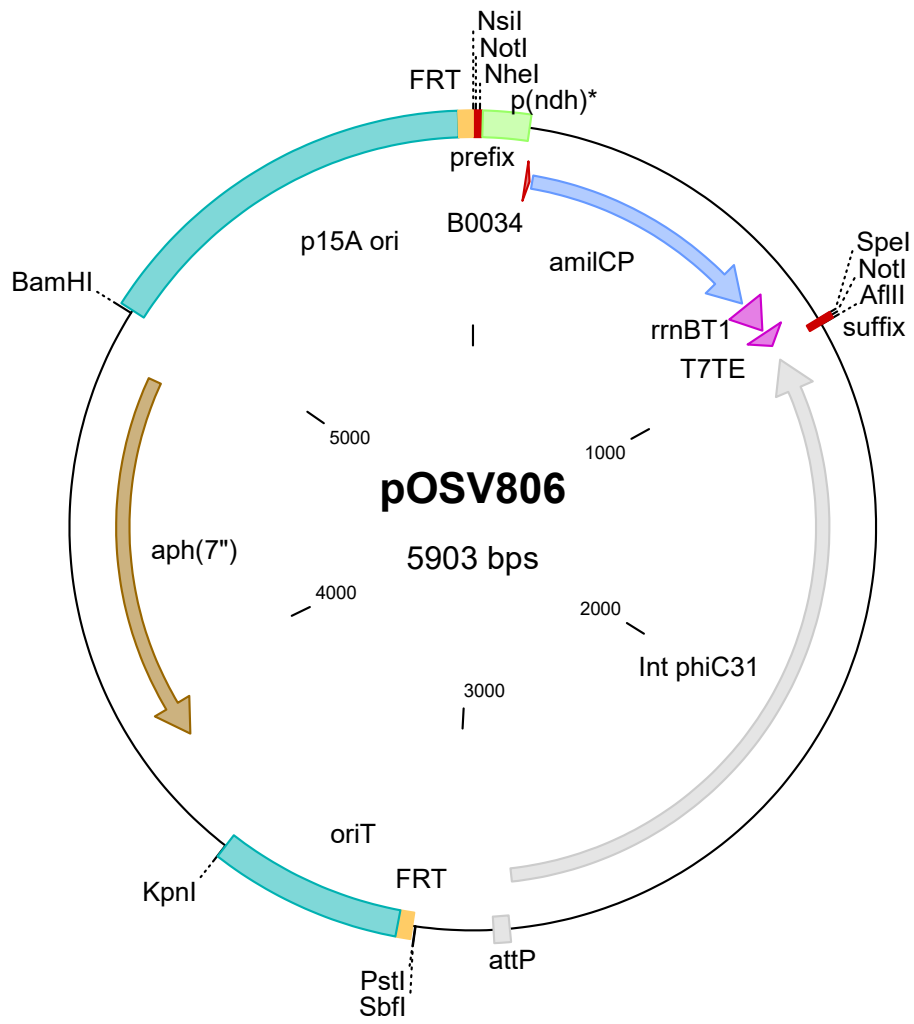 NsiI
NotI
NheI
FRT
p(ndh)*
prefix
B0034
p15A ori
amilCP
SpeI
NotI
AflII
suffix
BamHI
rrnBT1
T7TE
5000
1000
pOSV806
5903 bps
aph(7")
4000
2000
Int phiC31
3000
oriT
FRT
KpnI
attP
PstI
SbfI